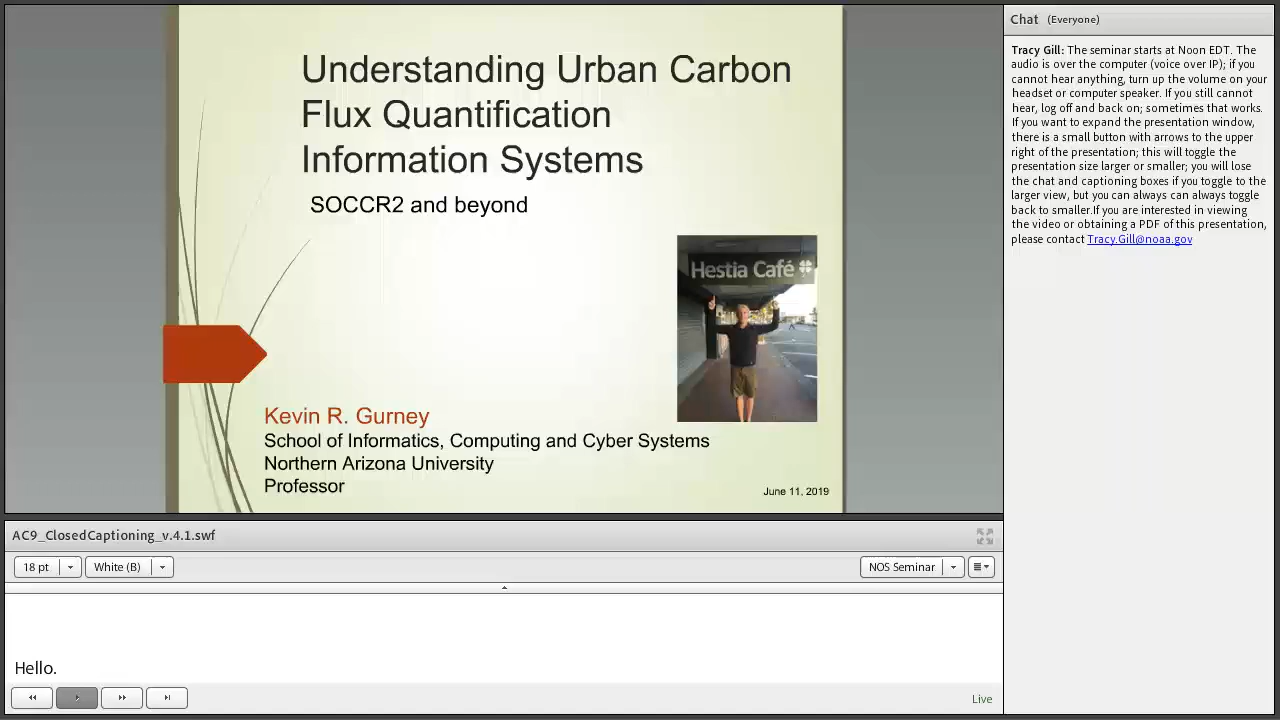 Understanding Urban Carbon
Flux Quantification
Information Systems
SOCCR2 and beyond
Hestia Café
Kevin R. Gurney
School of Informatics, Computing and Cyber Systems
Northern Arizona University
Professor
June 11, 2019
Chat (Everyone)
Tracy Gill: The seminar starts at Noon EDT. The
audio is over the computer (voice over IP); if you
cannot hear anything, turn up the volume on your
headset or computer speaker. If you still cannot
hear, log off and back on; sometimes that works.
If you want to expand the presentation window,
there is a small button with arrows to the upper
right of the presentation; this will toggle the
presentation size larger or smaller; you will lose
the chat and captioning boxes if you toggle to the
larger view, but you can always can always toggle
back to smaller.If you are interested in viewing
the video or obtaining a PDF of this presentation,
please contact Tracy.Gill@noaa.gov
AC9_ClosedCaptioning_v.4.1.swf
18 pt
White (B)
NOS Seminar
Hello.
Live